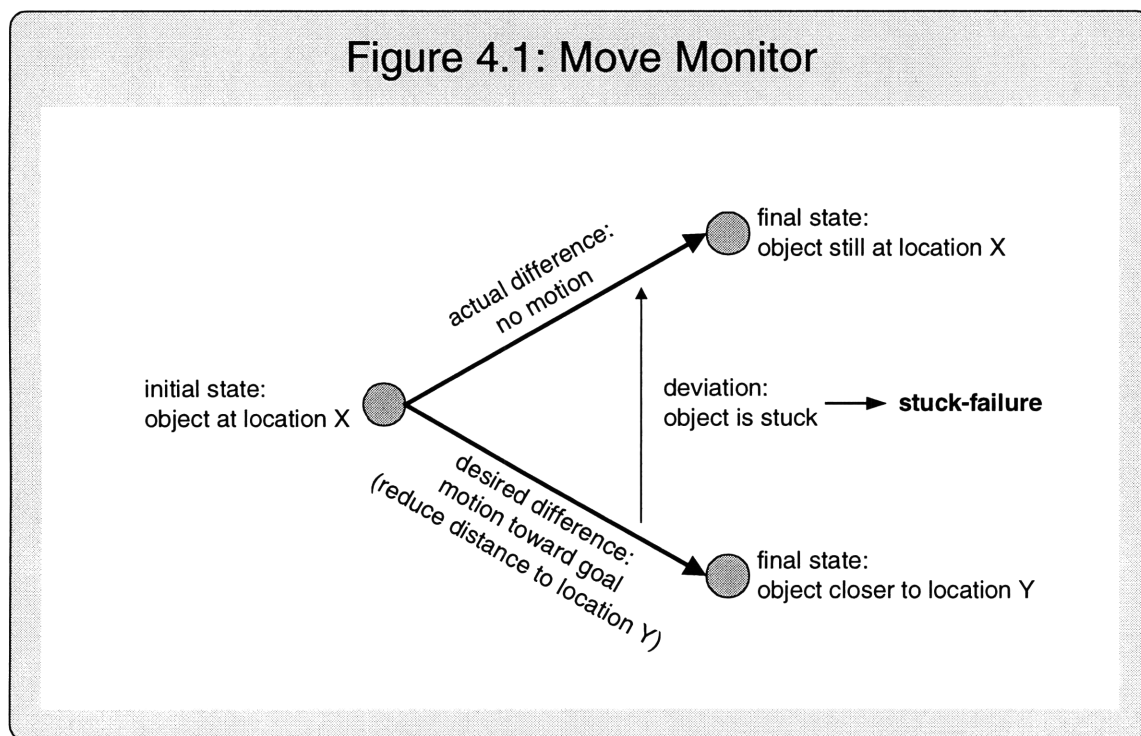 Figure 4.1: Move Monitor
final state:
object still at location X
actual difference:
no motion
initial state:
object at location X
deviation:
object is stuck
stuck-failure
desired difference:
motion toward goal
(reduce distance to location Y)
final state:
object closer to location Y